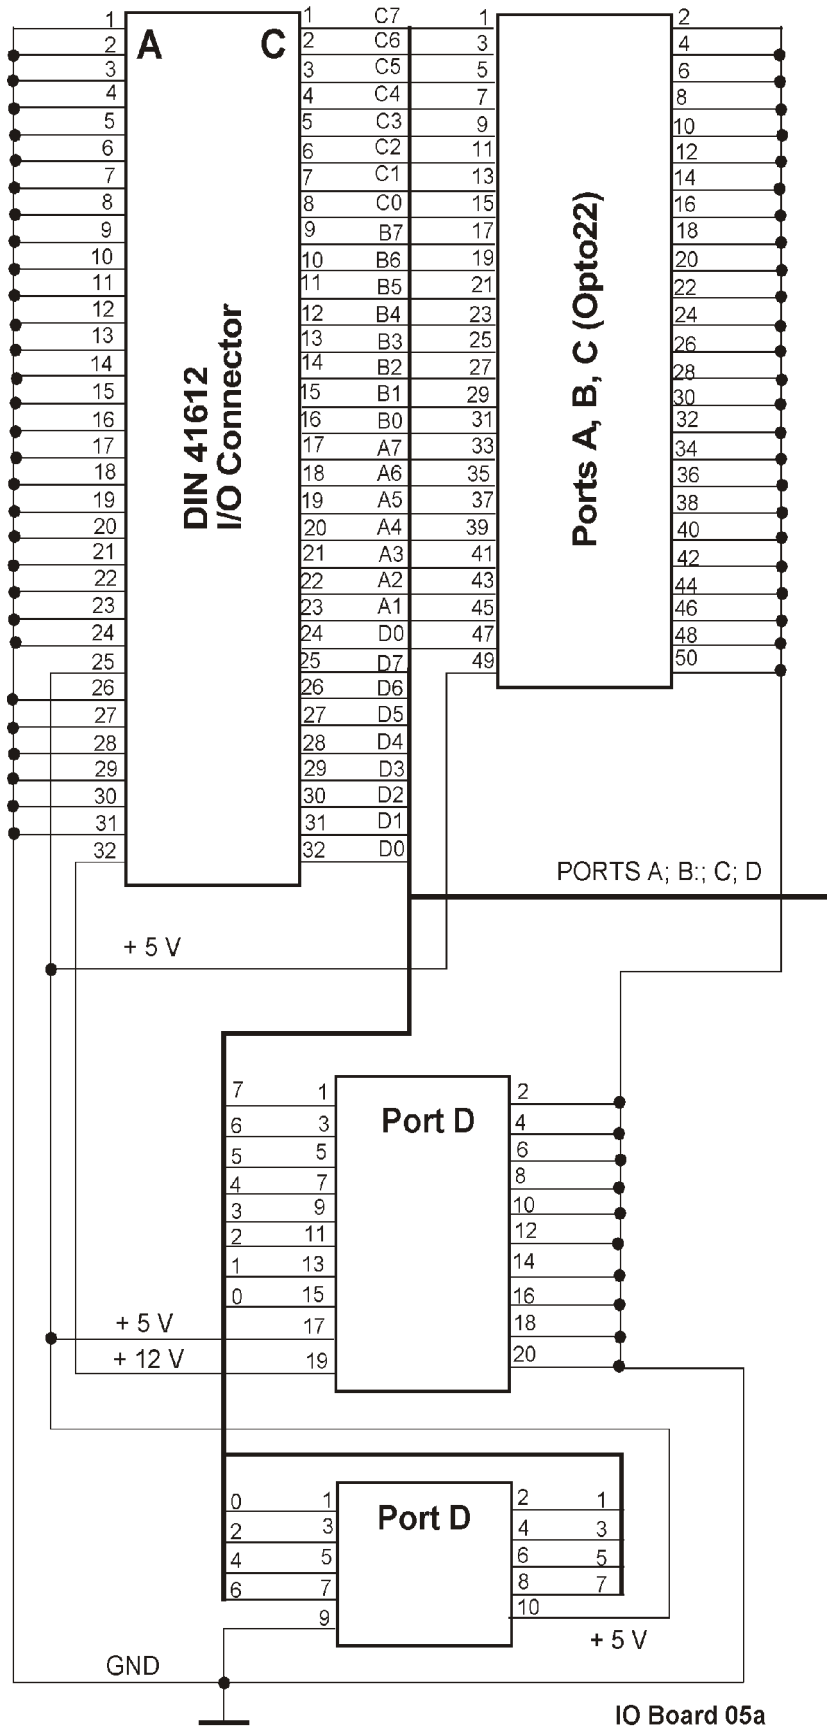 A C
DIN 41612
I/O Connector
1
2
3
4
5
6
7
8
9
10
11
12
13
14
15
16
17
18
19
20
21
22
23
24
25
26
27
28
29
30
31
32
1 C7 1
2 C6 3
3 C5 5
4 C4 7
5 C3 9
6 C2 11
7 C1 13
8 C0 15
9 B7 17
10 B6 19
11 B5 21
12 B4 23
13 B3 25
14 B2 27
15 B1 29
16 B0 31
17 A7 33
18 A6 35
19 A5 37
20 A4 39
21 A3 41
22 A2 43
23 A1 45
24 D0 47
25 D7 49
26 D6
27 D5
28 D4
29 D3
30 D2
31 D1
32 D0
Ports A, B, C (Opto22)
2
4
6
8
10
12
14
16
18
20
22
24
26
28
30
32
34
36
38
40
42
44
46
48
50
PORTS A; B:; C; D
+ 5 V
Port D
7 1 2
6 3 4
5 5 6
4 7 8
3 9 10
2 11 12
1 13 14
0 15 16
+ 5 V 17 18
+ 12 V 19 20
Port D
0 1 2 1
2 3 4 3
4 5 6 5
6 7 8 7
9 10
+ 5 V
GND
IO Board 05a